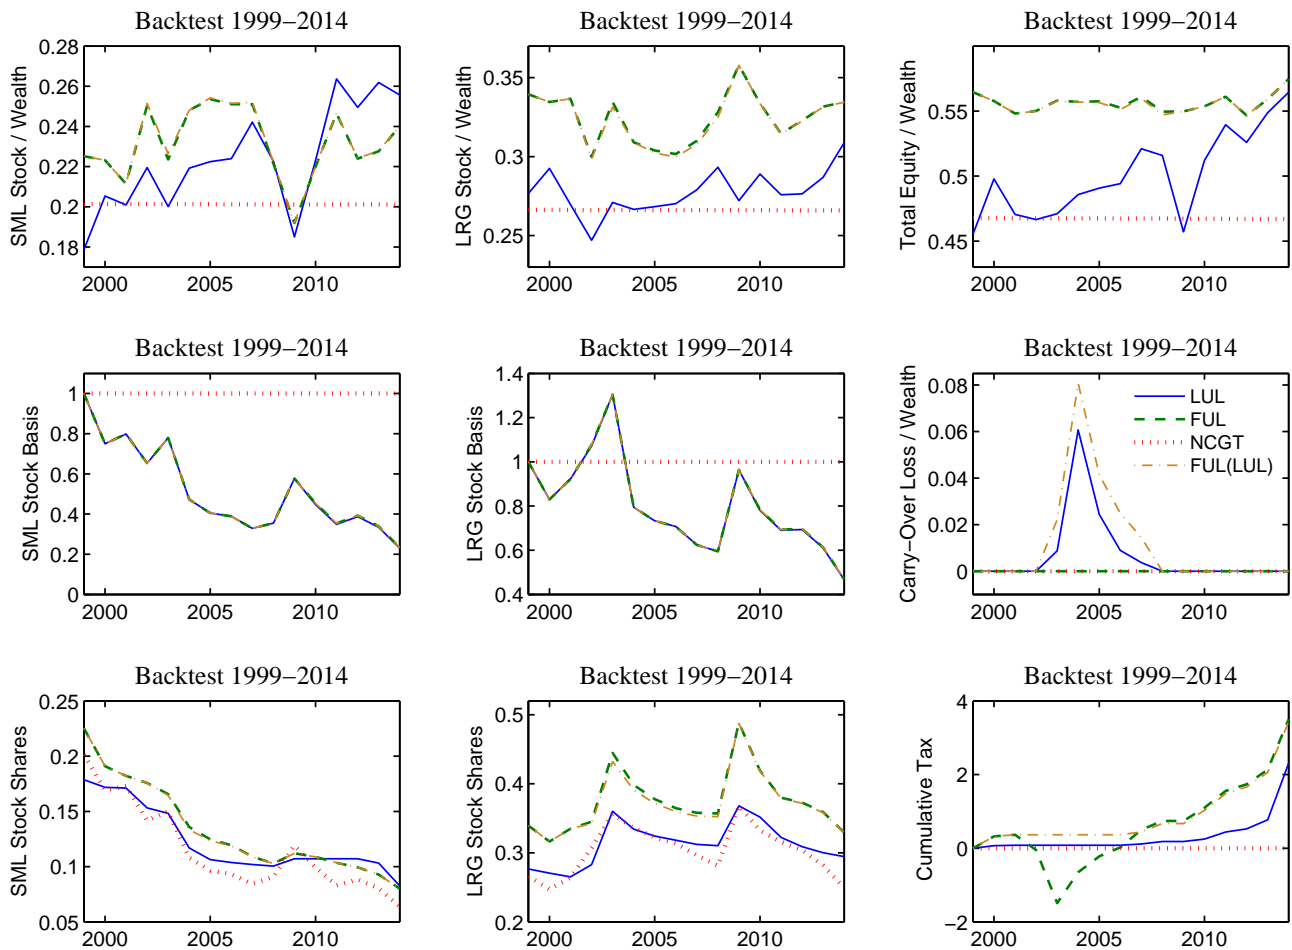 Backtest 1999−2014
SML Stock / Wealth
0.28
0.26
0.24
0.22
0.2
0.18
2000 2005 2010
Backtest 1999−2014
LRG Stock / Wealth
0.35
0.3
0.25
2000 2005 2010
Backtest 1999−2014
Total Equity / Wealth
0.55
0.5
0.45
2000 2005 2010
Backtest 1999−2014
SML Stock Basis
1
0.8
0.6
0.4
0.2
0
2000 2005 2010
Backtest 1999−2014
LRG Stock Basis
1.4
1.2
1
0.8
0.6
0.4
2000 2005 2010
Backtest 1999−2014
Carry−Over Loss / Wealth
0.08
0.06
0.04
0.02
0
LUL
FUL
NCGT
FUL(LUL)
2000 2005 2010
Backtest 1999−2014
SML Stock Shares
0.25
0.2
0.15
0.1
0.05
2000 2005 2010
Backtest 1999−2014
LRG Stock Shares
0.5
0.4
0.3
0.2
2000 2005 2010
Backtest 1999−2014
Cumulative Tax
4
2
0
−2
2000 2005 2010